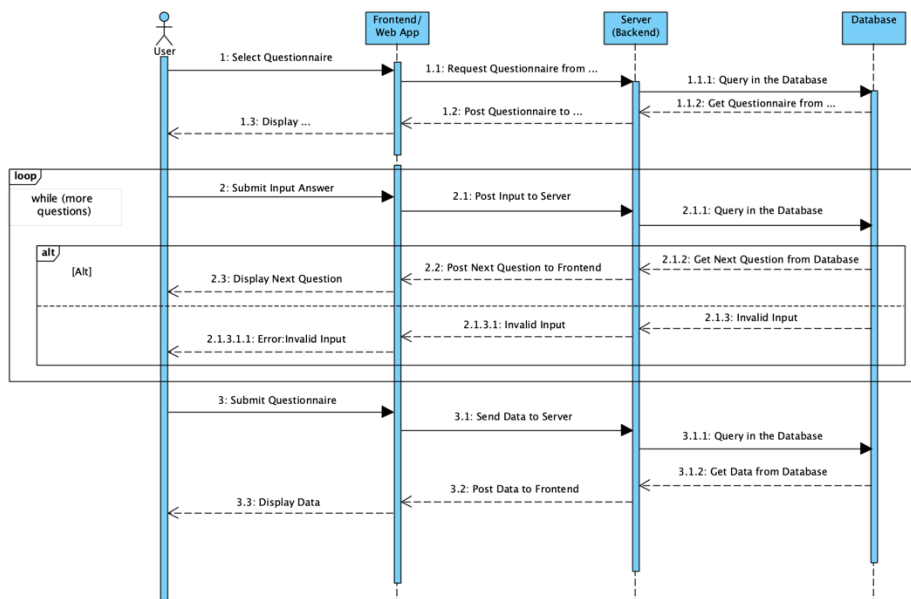 User
Frontend/
Web App
Server
(Backend)
Database
1: Select Questionnaire
1.1: Request Questionnaire from ...
1.1.1: Query in the Database
1.1.2: Get Questionnaire from ...
1.2: Post Questionnaire to ...
1.3: Display ...
loop
while (more
questions)
2: Submit Input Answer
2.1: Post Input to Server
2.1.1: Query in the Database
alt
[Alt]
2.1.2: Get Next Question from Database
2.2: Post Next Question to Frontend
2.3: Display Next Question
2.1.3: Invalid Input
2.1.3.1: Invalid Input
2.1.3.1.1: Error:Invalid Input
3: Submit Questionnaire
3.1: Send Data to Server
3.1.1: Query in the Database
3.1.2: Get Data from Database
3.2: Post Data to Frontend
3.3: Display Data